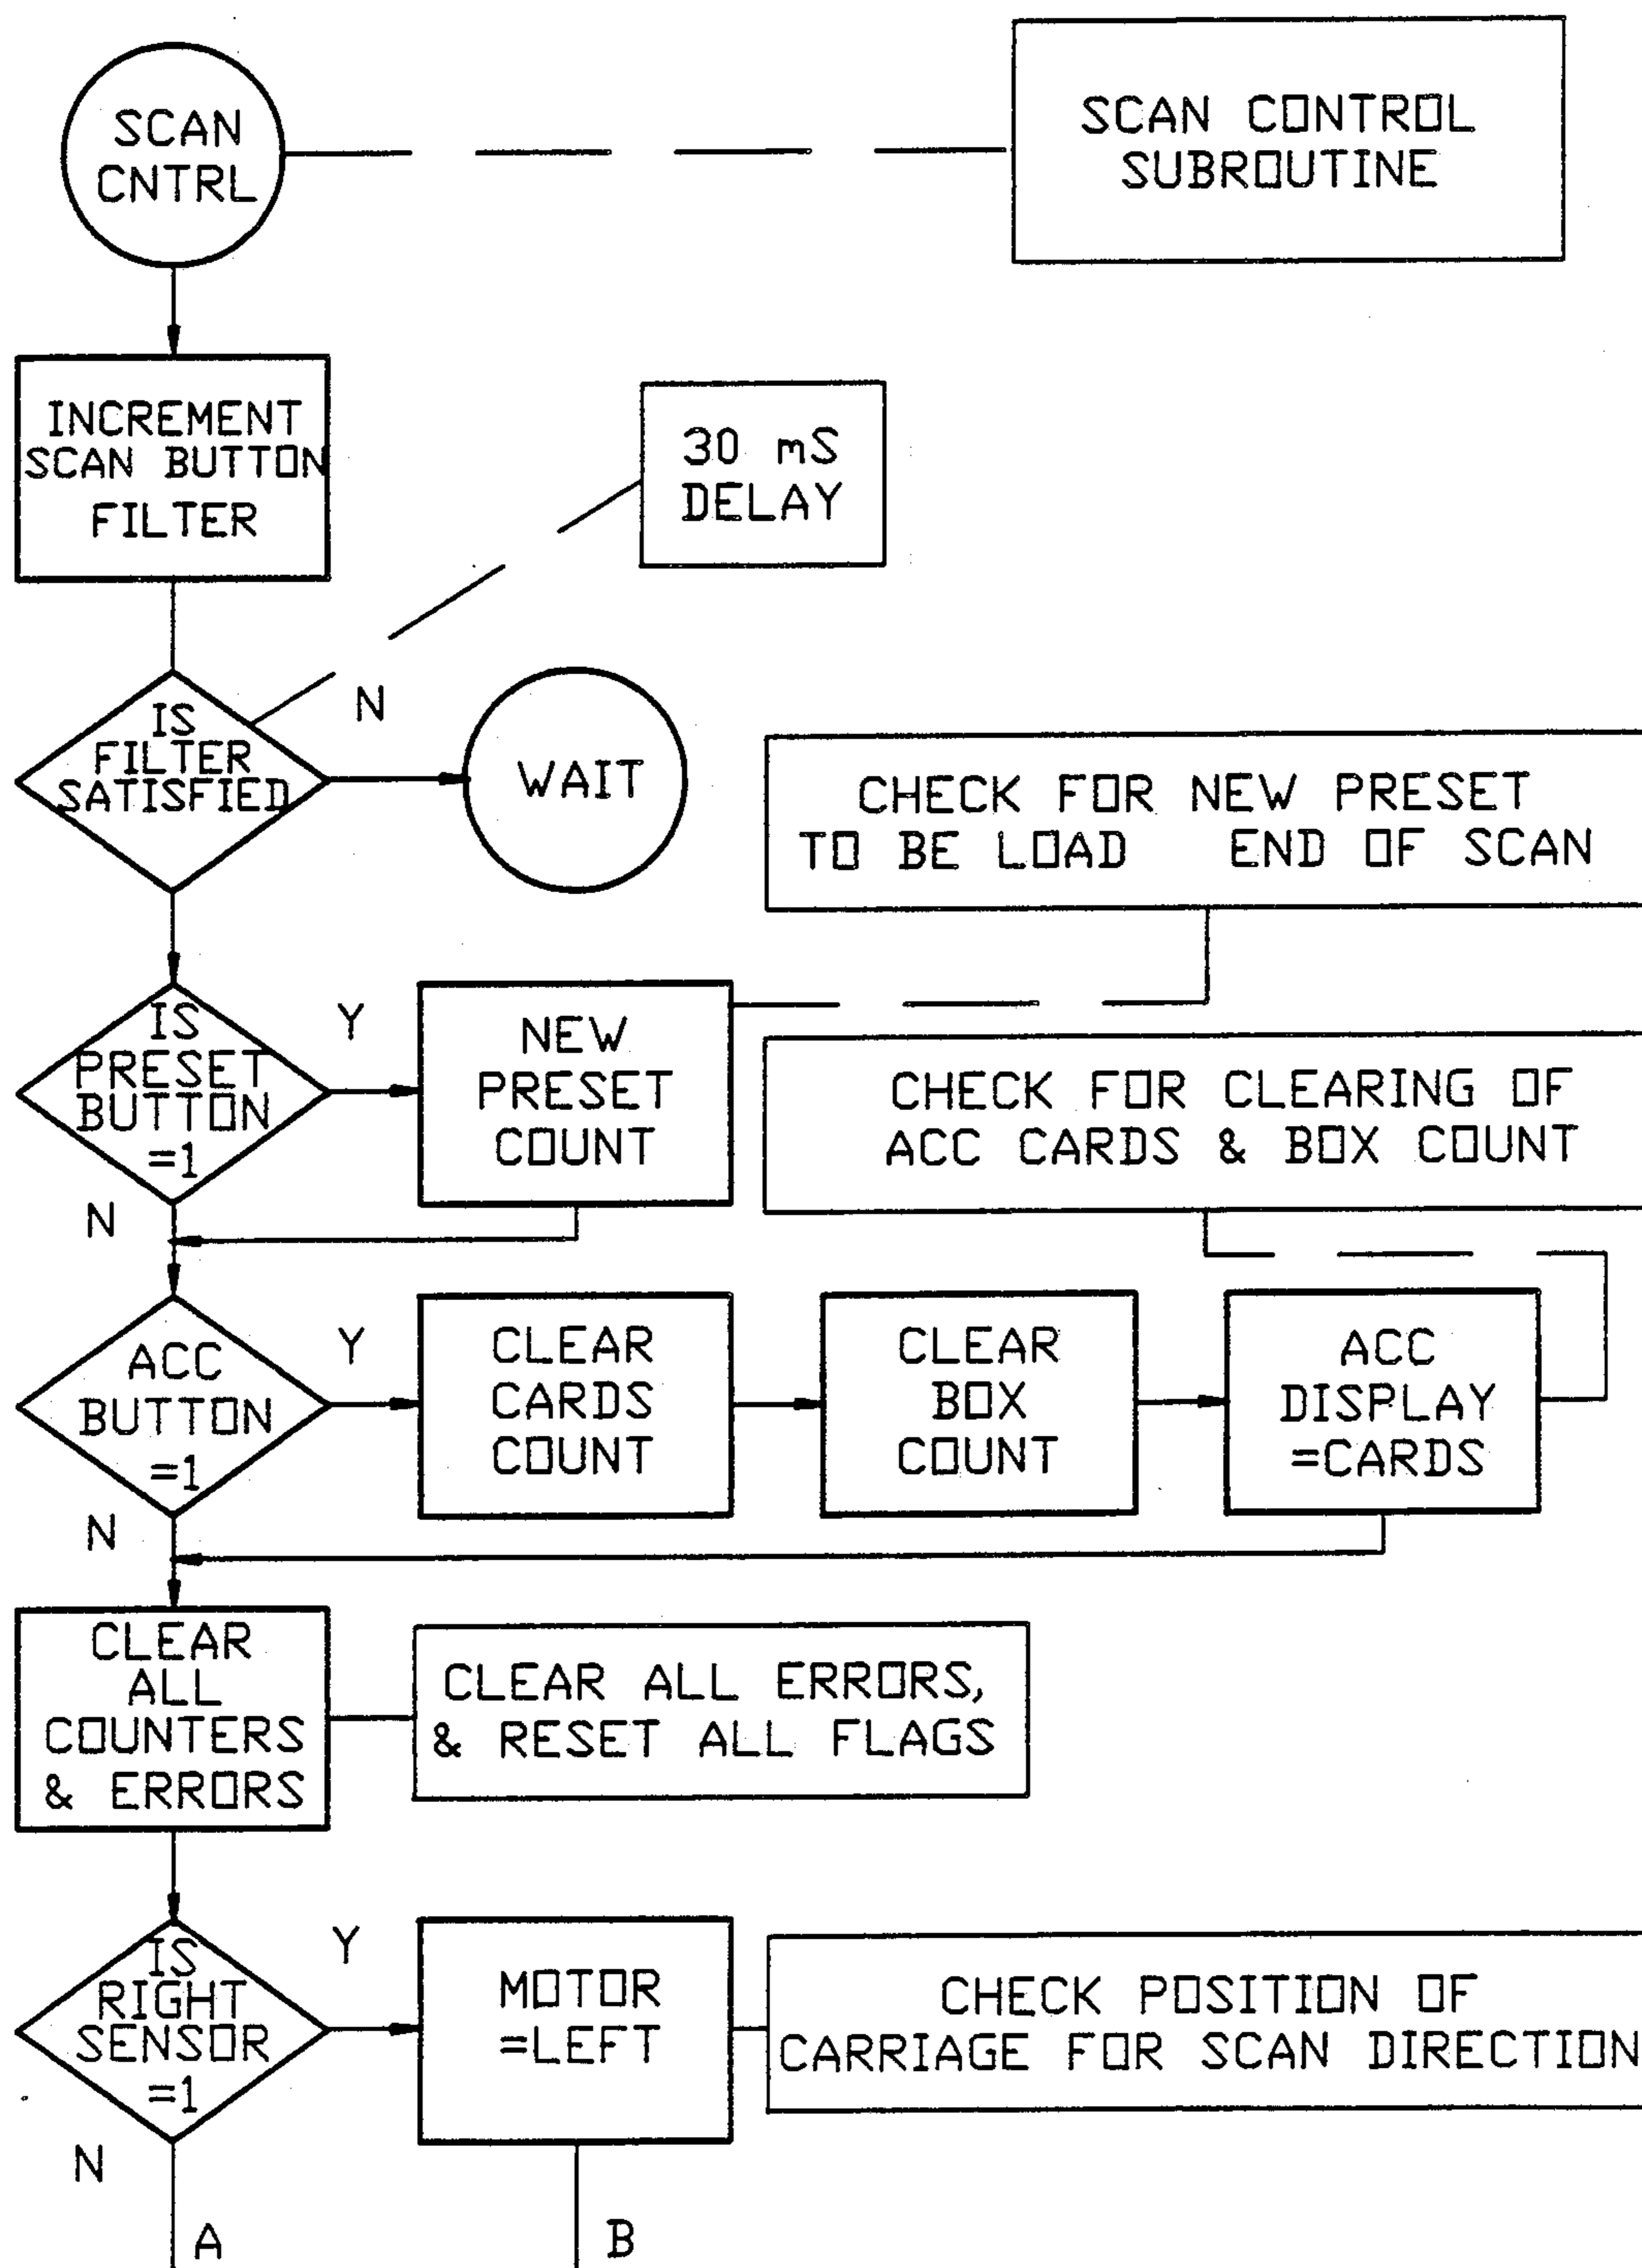 SCAN
CNTRL
SCAN CONTROL
SUBROUTINE
INCREMENT
SCAN BUTTON
FILTER
30 mS
DELAY
N
IS
FILTER
SATISFIED
WAIT
CHECK FOR NEW PRESET
TO BE LOAD END OF SCAN
IS
PRESET
BUTTON
=1
Y
N
NEW
PRESET
COUNT
CHECK FOR CLEARING OF
ACC CARDS & BOX COUNT
ACC
BUTTON
=1
Y
N
CLEAR
CARDS
COUNT
CLEAR
BOX
COUNT
ACC
DISPLAY
=CARDS
CLEAR
ALL
COUNTERS
& ERRORS
CLEAR ALL ERRORS,
& RESET ALL FLAGS
IS
RIGHT
SENSOR
=1
Y
N
MOTOR
=LEFT
CHECK POSITION OF
CARRIAGE FOR SCAN DIRECTION
A
B